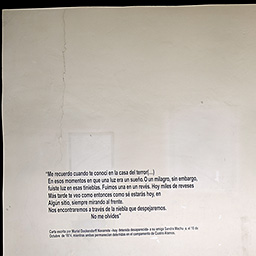 "Me recuerdo cuando te conocí en la casa del terror(...)
En esos momentos en que una luz era un sueño. O un milagro, sin embargo,
fuiste luz en esas tinieblas. Fuimos una en un revés. Hoy miles de reveses
Más tarde te veo como entonces como sé estarás hoy, en
Algún sitio, siempre mirando al frente.
Nos encontraremos a través de la niebla que despejaremos.
No me olvides"
Carta escrita por Muriel Dockendorff Navarrete -hoy detenida desaparecida- a su amiga Sandra Machuca, el 19 de
Octubre de 1974, mientras ambas permanecían detenidas en el campamento de Cuatro Álamos.